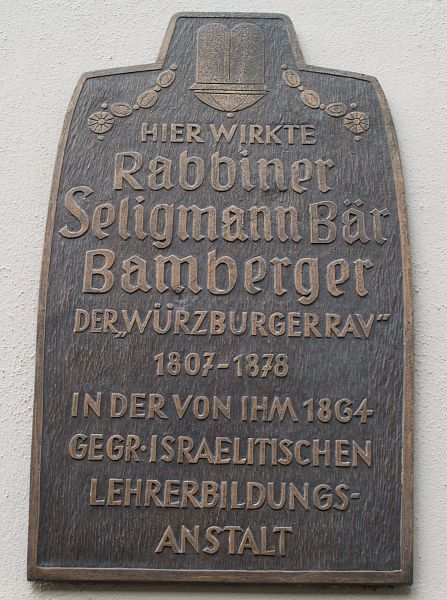 HIER WIRKTE
Rabbiner
Seligmann Bär
Bamberger
DER „WÜRZBURGER RAV"
1807-1878
IN DER VON IHM 1864
GEGR. ISRAELITISCHEN
LEHRERBILDUNGS-
ANSTALT